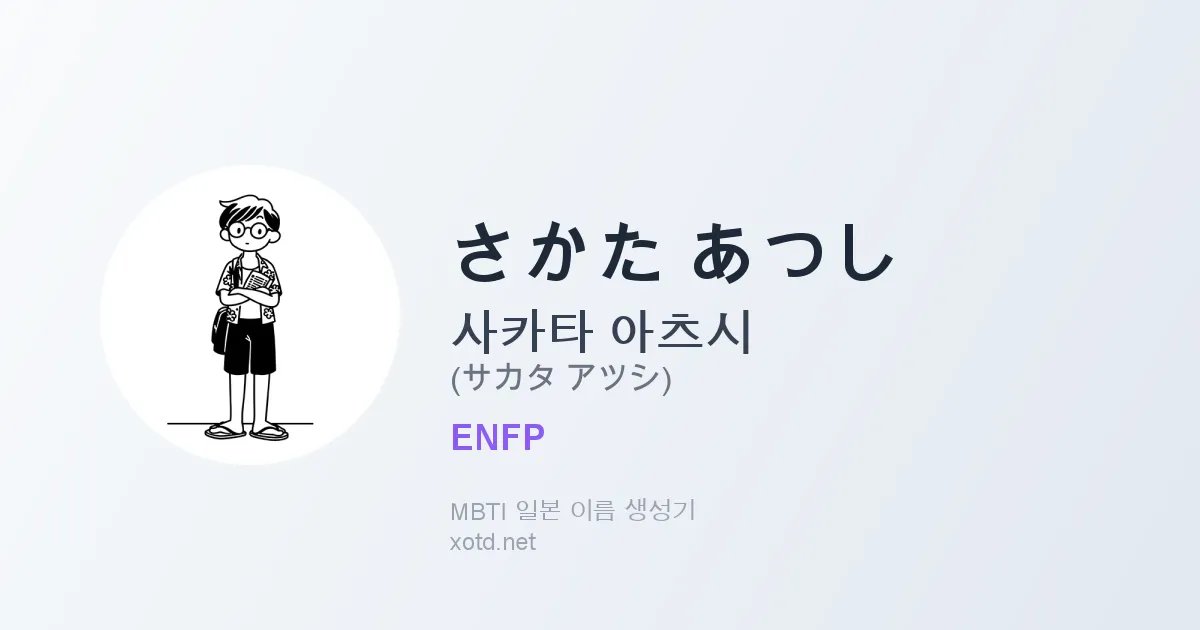 さかた あつし
사카타 아츠시
(サカタ アツシ)
ENFP
MBTI 일본 이름 생성기
xotd.net